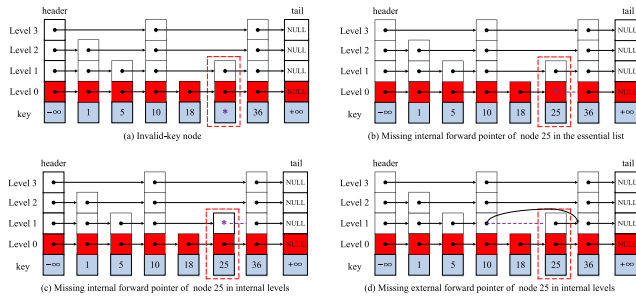 header tail
Level 3 NULL
Level 2 NULL
Level 1 NULL
Level 0 NULL
key −∞ 1 5 10 18 * 36 +∞
(a) Invalid-key node
header tail
Level 3 NULL
Level 2 NULL
Level 1 NULL
Level 0 * NULL
key −∞ 1 5 10 18 25 36 +∞
(b) Missing internal forward pointer of node 25 in the essential list
header tail
Level 3 NULL
Level 2 NULL
Level 1 * NULL
Level 0 NULL
key −∞ 1 5 10 18 25 36 +∞
(c) Missing internal forward pointer of node 25 in internal levels
header tail
Level 3 NULL
Level 2 NULL
Level 1 NULL
Level 0 NULL
key −∞ 1 5 10 18 25 36 +∞
(d) Missing external forward pointer of node 25 in internal levels